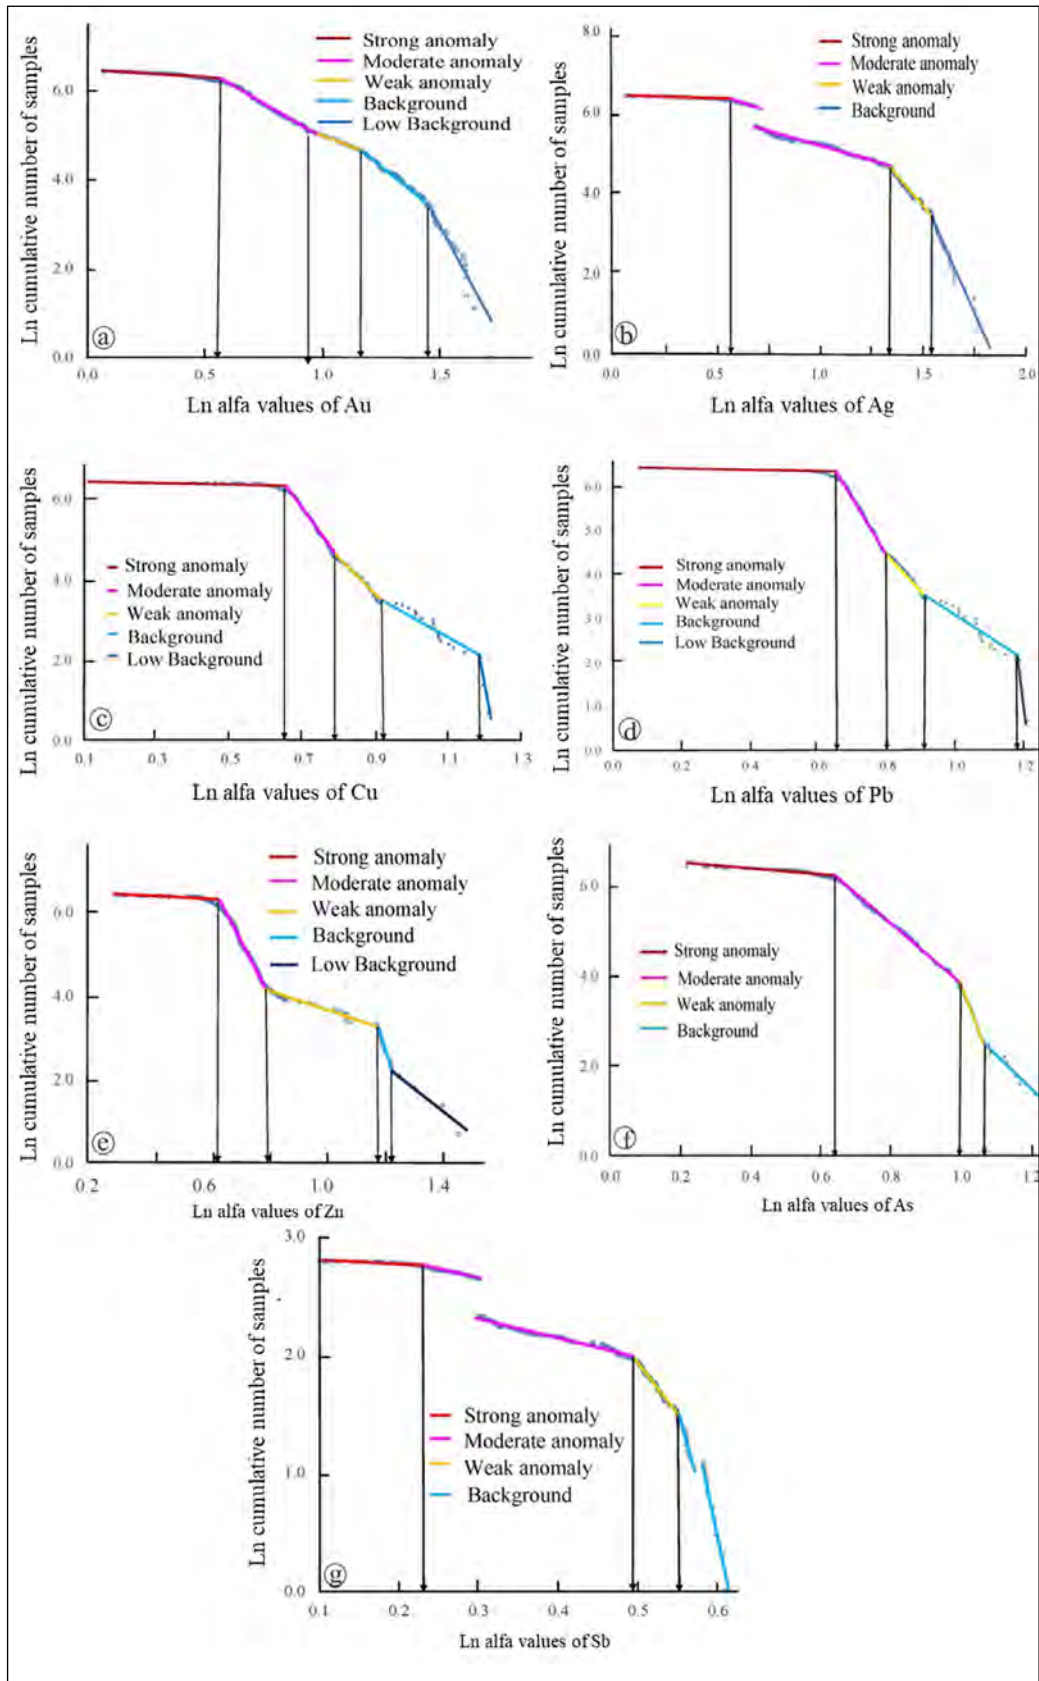 Ln cumulative number of samples
6.0
4.0
2.0
0.0
Strong anomaly
Moderate anomaly
Weak anomaly
Background
Low Background
a
0.0 0.5 1.0 1.5
Ln alfa values of Au
Ln cumulative number of samples
8.0
6.0
4.0
2.0
0.0
Strong anomaly
Moderate anomaly
Weak anomaly
Background
b
0.0 0.5 1.0 1.5 2.0
Ln alfa values of Ag
Ln cumulative number of samples
6.0
4.0
2.0
0.0
Strong anomaly
Moderate anomaly
Weak anomaly
Background
Low Background
c
0.1 0.3 0.5 0.7 0.9 1.1 1.3
Ln alfa values of Cu
Ln cumulative number of samples
6.0
5.0
4.0
3.0
2.0
1.0
0.0
Strong anomaly
Moderate anomaly
Weak anomaly
Background
Low Background
d
0.0 0.2 0.4 0.6 0.8 1.0 1.2
Ln alfa values of Pb
Ln cumulative number of samples
6.0
4.0
2.0
0.0
Strong anomaly
Moderate anomaly
Weak anomaly
Background
Low Background
e
0.2 0.6 1.0 1.4
Ln alfa values of Zn
Ln cumulative number of samples
6.0
4.0
2.0
0.0
Strong anomaly
Moderate anomaly
Weak anomaly
Background
f
0.0 0.2 0.4 0.6 0.8 1.0 1.2
Ln alfa values of As
Ln cumulative number of samples
3.0
2.0
1.0
0.0
Strong anomaly
Moderate anomaly
Weak anomaly
Background
g
0.1 0.2 0.3 0.4 0.5 0.6
Ln alfa values of Sb